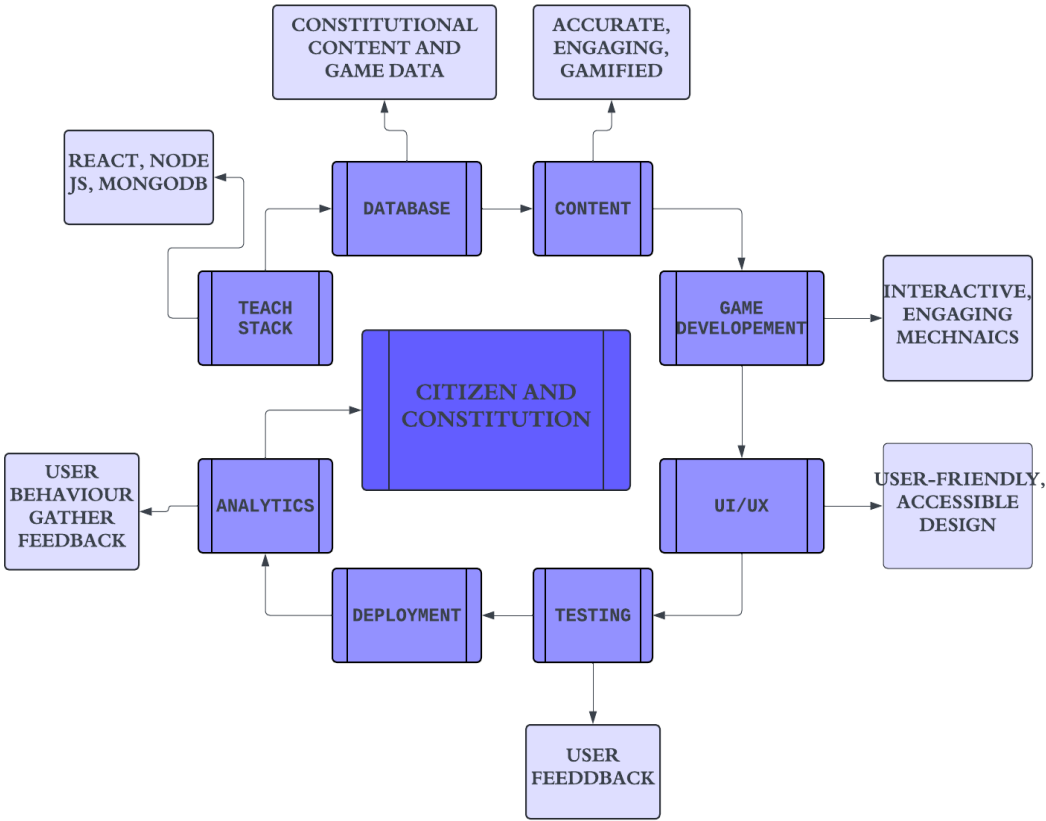 CONSTITUTIONAL
CONTENT AND
GAME DATA
ACCURATE,
ENGAGING,
GAMIFIED
REACT, NODE
JS, MONGODB
DATABASE
CONTENT
TEACH
STACK
GAME
DEVELOPEMENT
INTERACTIVE,
ENGAGING
MECHNAICS
CITIZEN AND
CONSTITUTION
USER
BEHAVIOUR
GATHER
FEEDBACK
ANALYTICS
UI/UX
USER-FRIENDLY,
ACCESSIBLE
DESIGN
DEPLOYMENT
TESTING
USER
FEEDDBACK